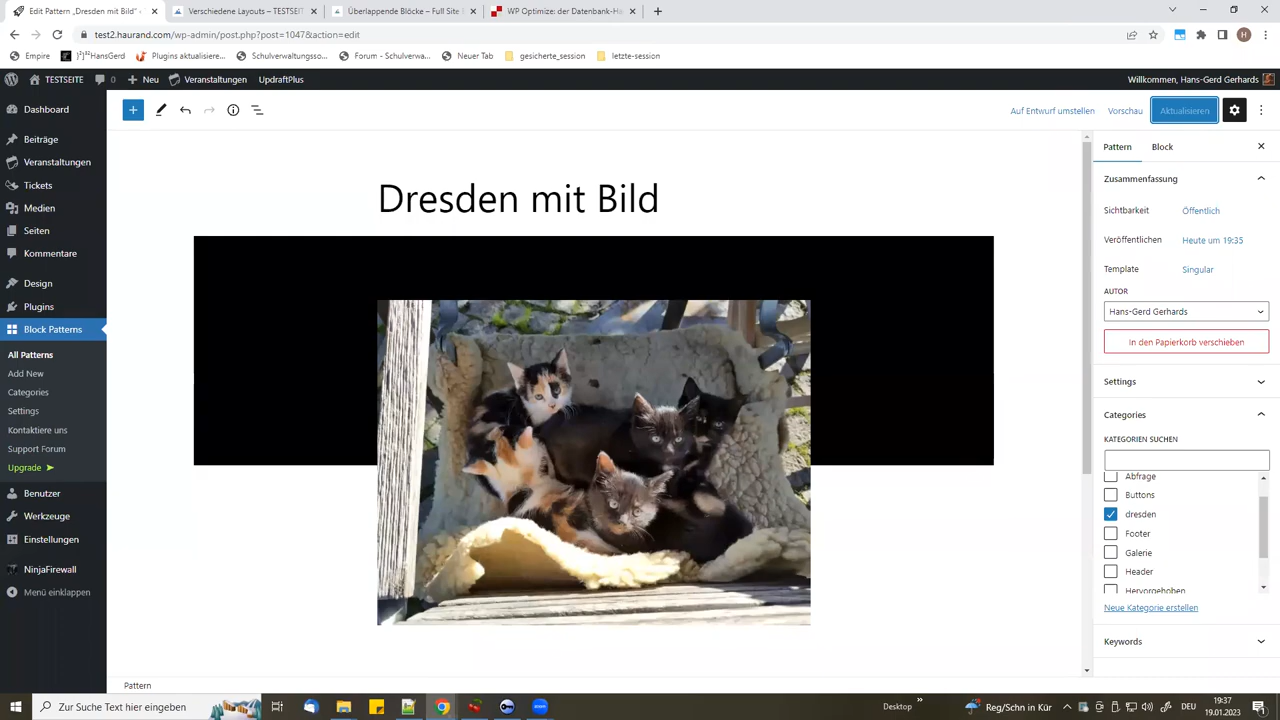 Edit Pattern „Dresden mit Bild“ ‹
Verschiedene Layouts – TESTSEIT
Überlappende Blöcke – Full Site
WP Optimize: der Datenbank-Ha
test2.haurand.com/wp-admin/post.php?post=1047&action=edit
H
Empire
}²|³²HansGerd
Plugins aktualisiere...
Schulverwaltungsso...
Forum - Schulverwa...
Neuer Tab
gesicherte_session
letzte-session
TESTSEITE
0
Neu
Veranstaltungen
UpdraftPlus
Willkommen, Hans-Gerd Gerhards
Dashboard
Beiträge
Veranstaltungen
Tickets
Medien
Seiten
Kommentare
Design
Plugins
Block Patterns
All Patterns
Add New
Categories
Settings
Kontaktiere uns
Support Forum
Upgrade ➤
Benutzer
Werkzeuge
Einstellungen
NinjaFirewall
Menü einklappen
Auf Entwurf umstellen
Vorschau
Aktualisieren
Dresden mit Bild
Pattern
Block
Zusammenfassung
Sichtbarkeit
Öffentlich
Veröffentlichen
Heute um 19:35
Template
Singular
AUTOR
Hans-Gerd Gerhards
In den Papierkorb verschieben
Settings
Categories
KATEGORIEN SUCHEN
Abfrage
Buttons
dresden
Footer
Galerie
Header
Hervorgehoben
Neue Kategorie erstellen
Keywords
Pattern
Zur Suche Text hier eingeben
Desktop
»
Reg/Schn in Kür
DEU
19:37
19.01.2023
1